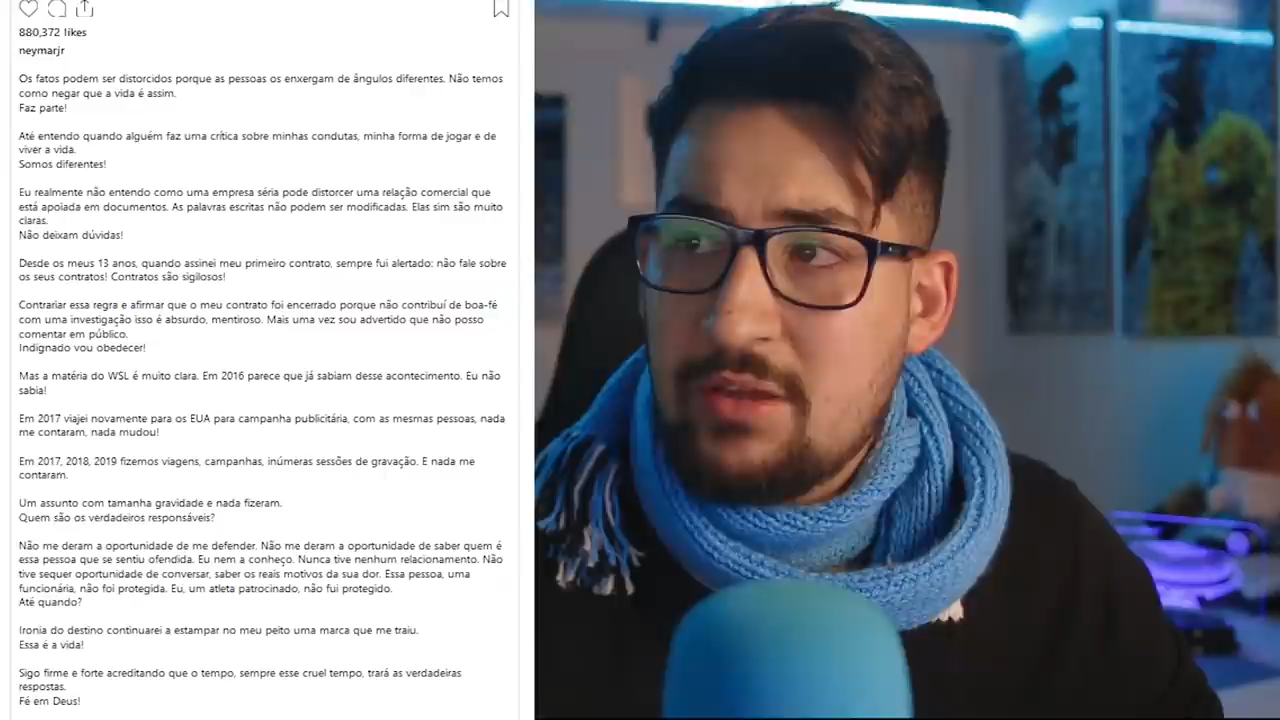 880,372 likes
neymarjr
Os fatos podem ser distorcidos porque as pessoas os enxergam de ângulos diferentes. Não temos
como negar que a vida é assim.
Faz parte!
Até entendo quando alguém faz uma crítica sobre minhas condutas, minha forma de jogar e de
viver a vida.
Somos diferentes!
Eu realmente não entendo como uma empresa séria pode distorcer uma relação comercial que
está apoiada em documentos. As palavras escritas não podem ser modificadas. Elas sim são muito
claras.
Não deixam dúvidas!
Desde os meus 13 anos, quando assinei meu primeiro contrato, sempre fui alertado: não fale sobre
os seus contratos! Contratos são sigilosos!
Contrariar essa regra e afirmar que o meu contrato foi encerrado porque não contribuí de boa-fé
com uma investigação isso é absurdo, mentiroso. Mais uma vez sou advertido que não posso
comentar em público.
Indignado vou obedecer!
Mas a matéria do WSL é muito clara. Em 2016 parece que já sabiam desse acontecimento. Eu não
sabia!
Em 2017 viajei novamente para os EUA para campanha publicitária, com as mesmas pessoas, nada
me contaram, nada mudou!
Em 2017, 2018, 2019 fizemos viagens, campanhas, inúmeras sessões de gravação. E nada me
contaram.
Um assunto com tamanha gravidade e nada fizeram.
Quem são os verdadeiros responsáveis?
Não me deram a oportunidade de me defender. Não me deram a oportunidade de saber quem é
essa pessoa que se sentiu ofendida. Eu nem a conheço. Nunca tive nenhum relacionamento. Não
tive sequer oportunidade de conversar, saber os reais motivos da sua dor. Essa pessoa, uma
funcionária, não foi protegida. Eu, um atleta patrocinado, não fui protegido.
Até quando?
Ironia do destino continuarei a estampar no meu peito uma marca que me traiu.
Essa é a vida!
Sigo firme e forte acreditando que o tempo, sempre esse cruel tempo, trará as verdadeiras
respostas.
Fé em Deus!